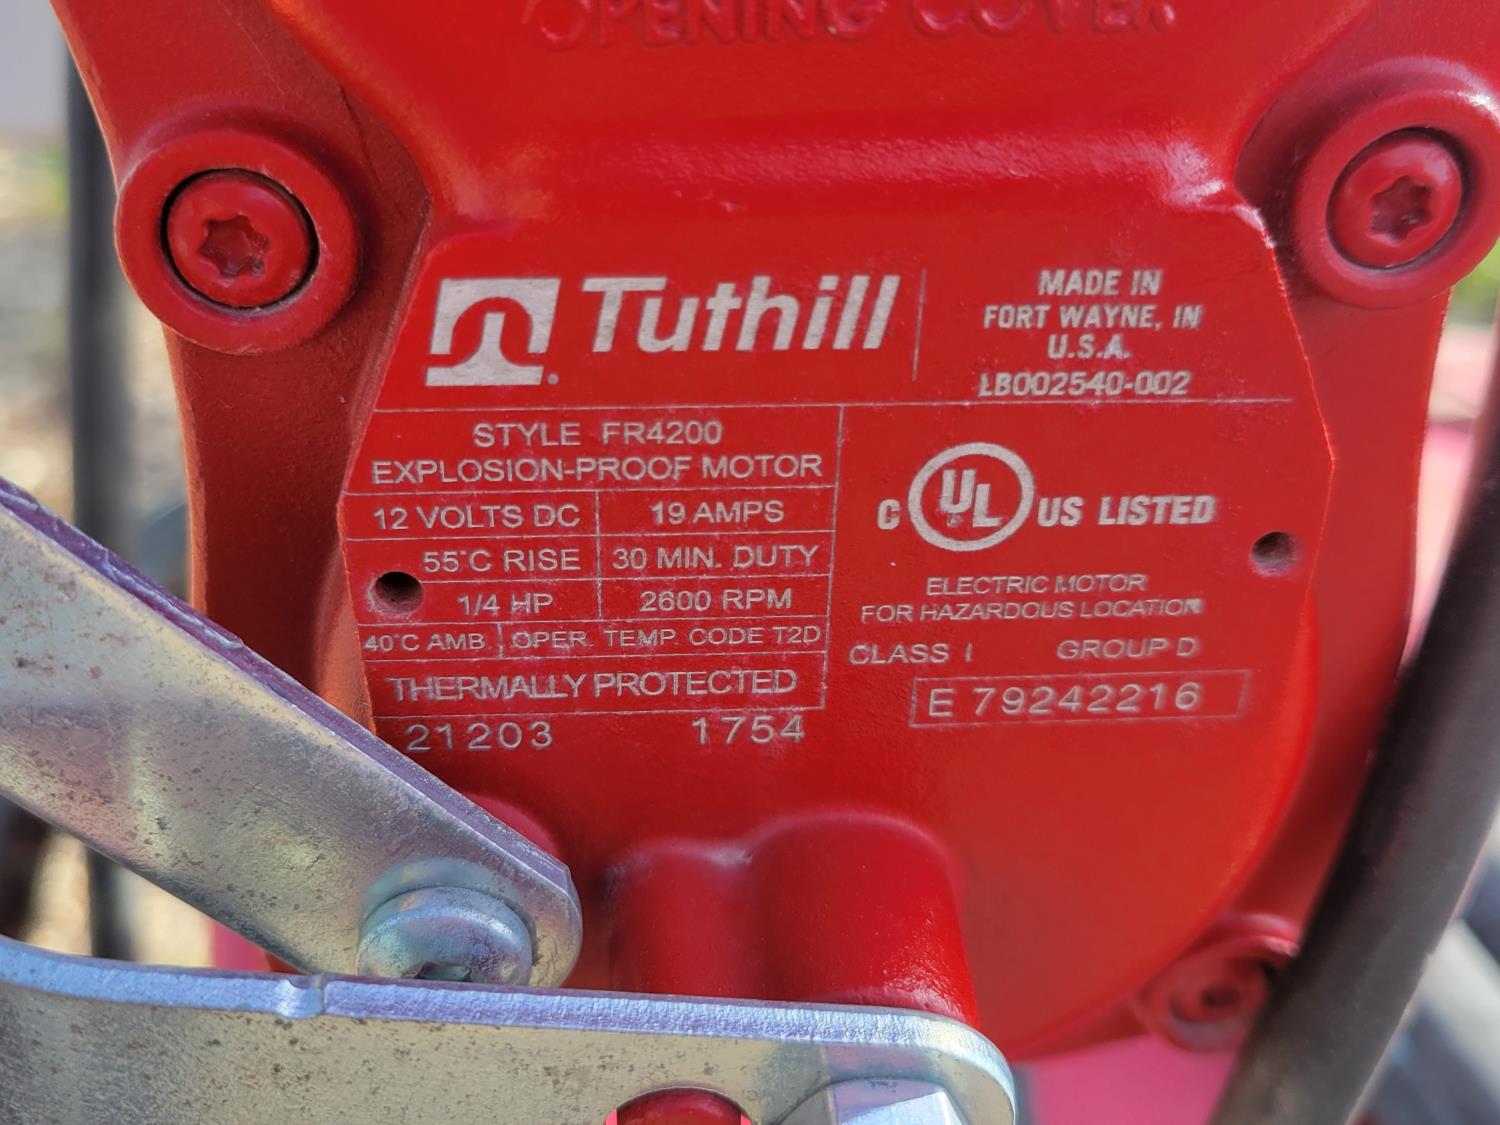 OPENING COVER
Tuthill
MADE IN
FORT WAYNE, IN
U.S.A.
LB002540-002
STYLE FR4200
EXPLOSION-PROOF MOTOR
12 VOLTS DC 19 AMPS
55°C RISE 30 MIN. DUTY
1/4 HP 2600 RPM
40°C AMB OPER. TEMP. CODE T2D
THERMALLY PROTECTED
21203 1754
C UL US LISTED
ELECTRIC MOTOR
FOR HAZARDOUS LOCATION
CLASS I GROUP D
E 79242216